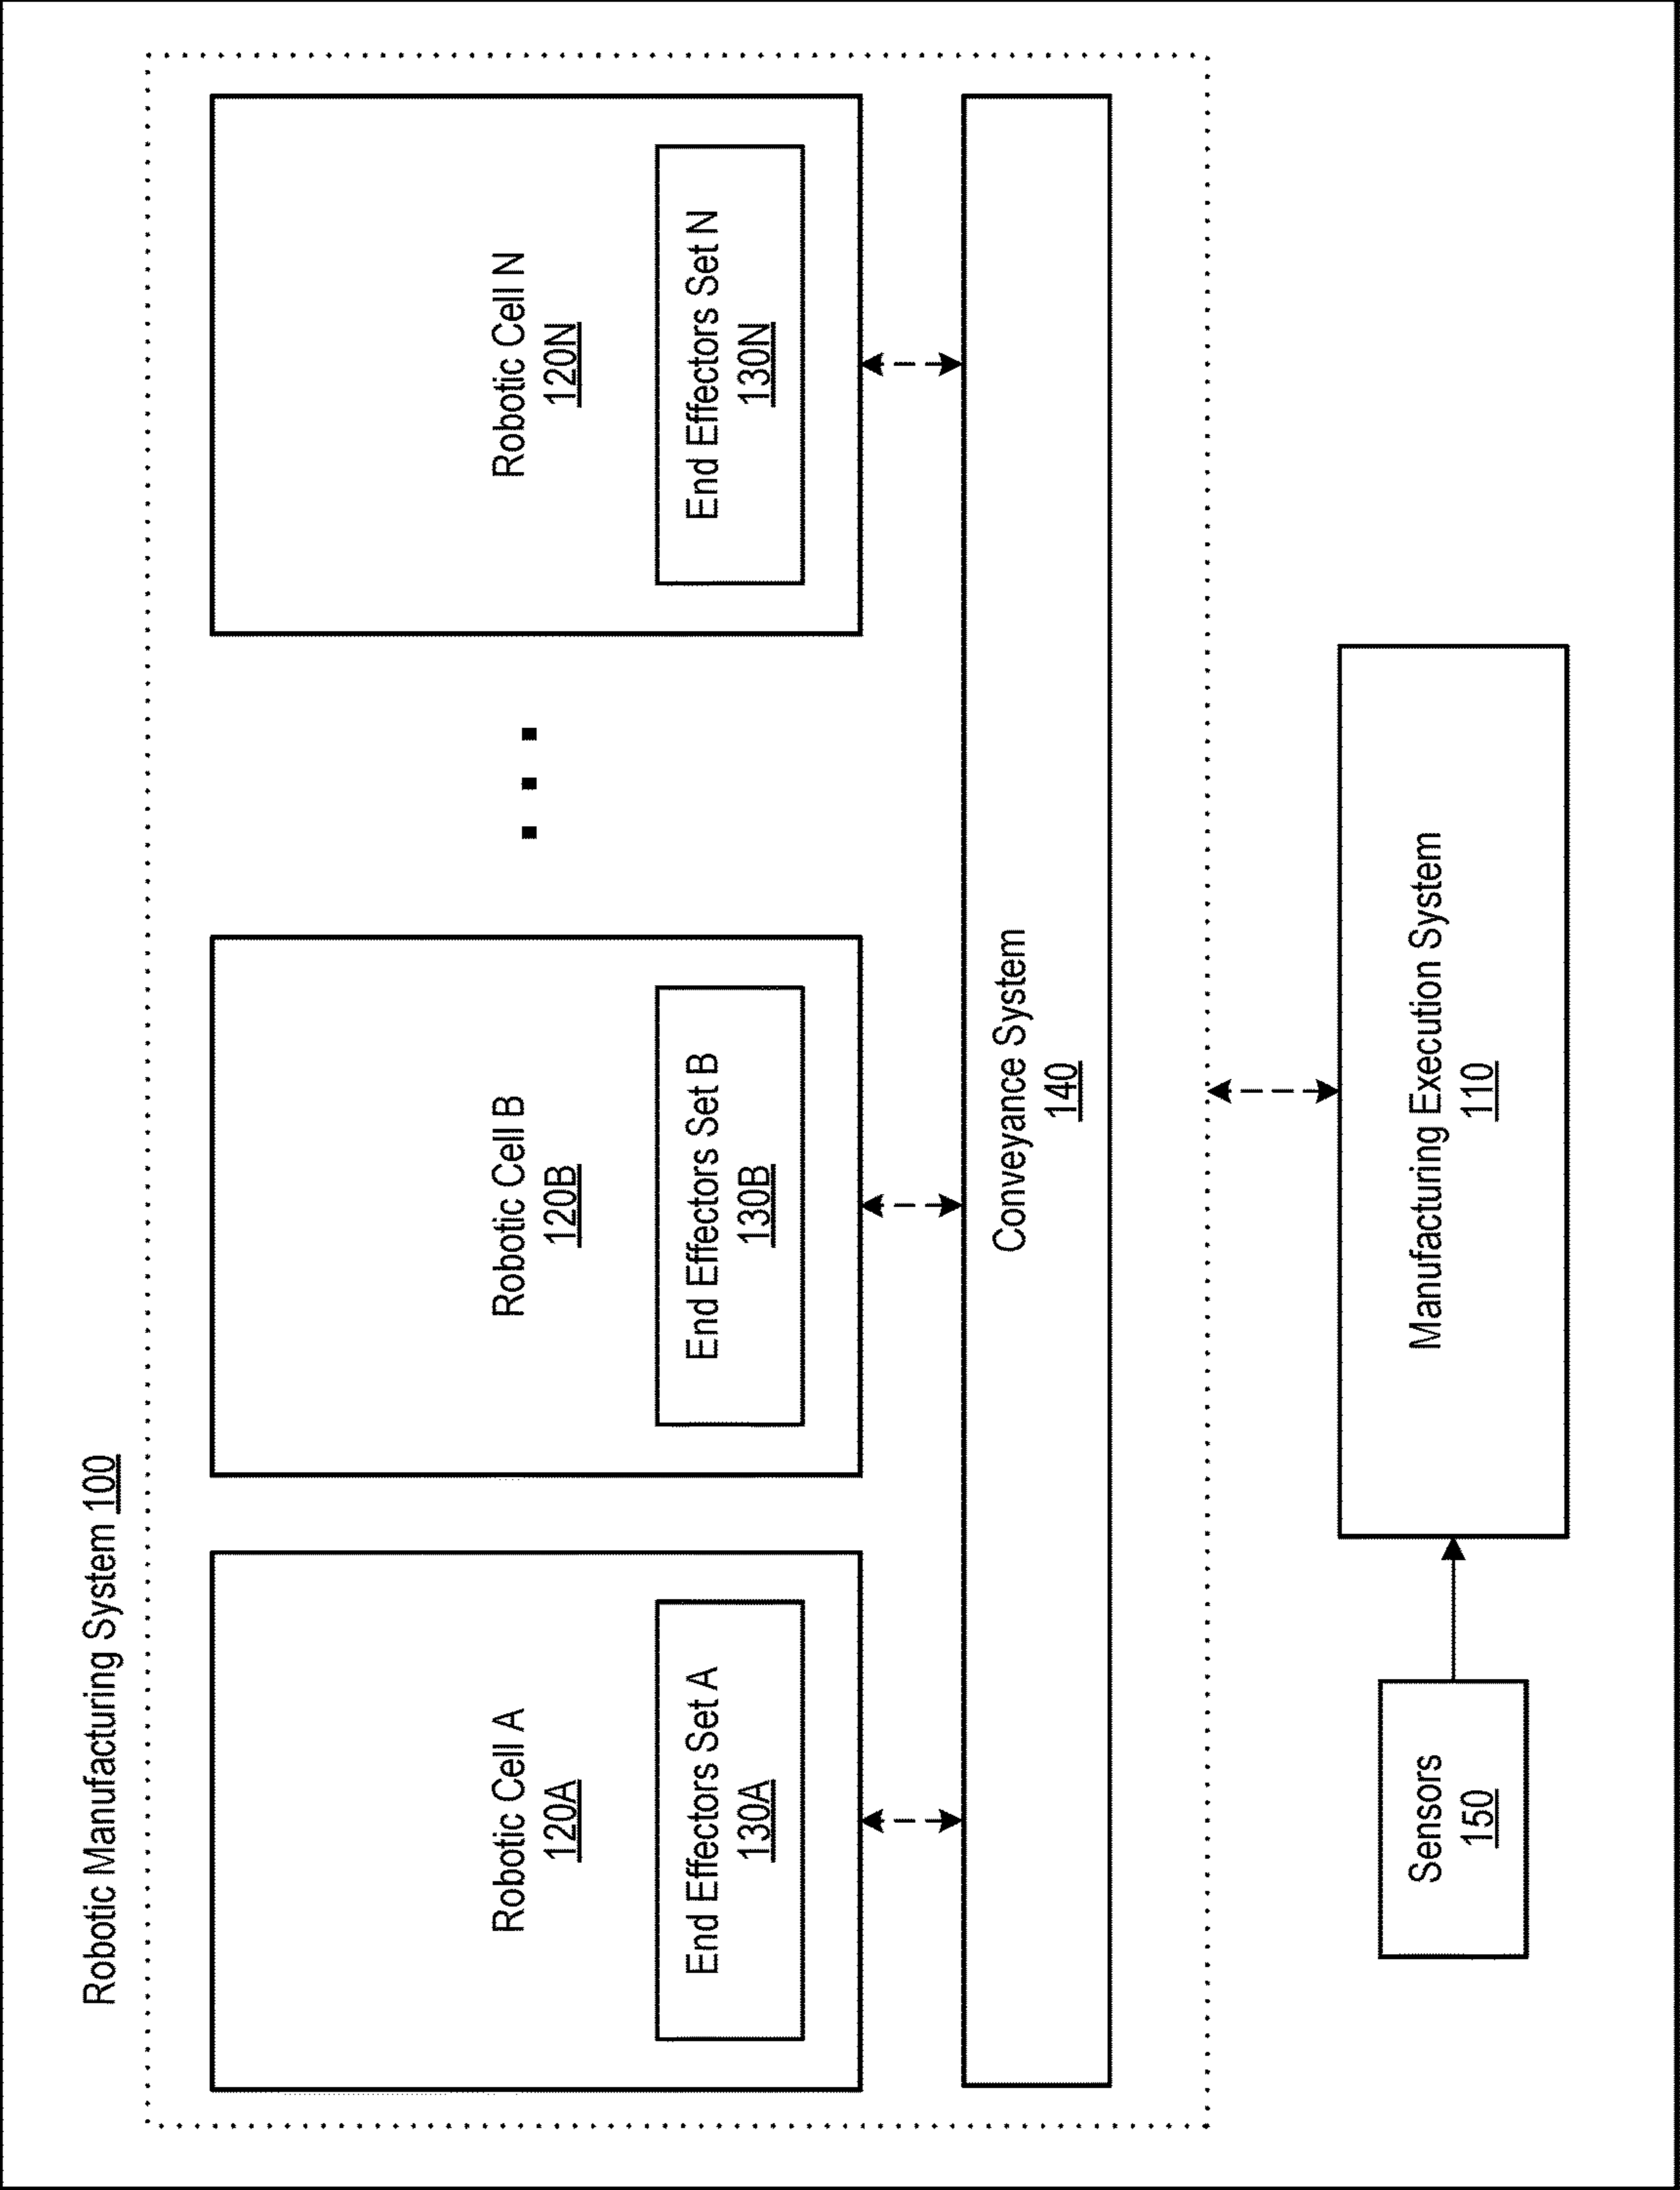 Robotic Manufacturing System 100
Robotic Cell A
120A
End Effectors Set A
130A
Robotic Cell B
120B
End Effectors Set B
130B
Robotic Cell N
120N
End Effectors Set N
130N
Conveyance System
140
Sensors
150
Manufacturing Execution System
110